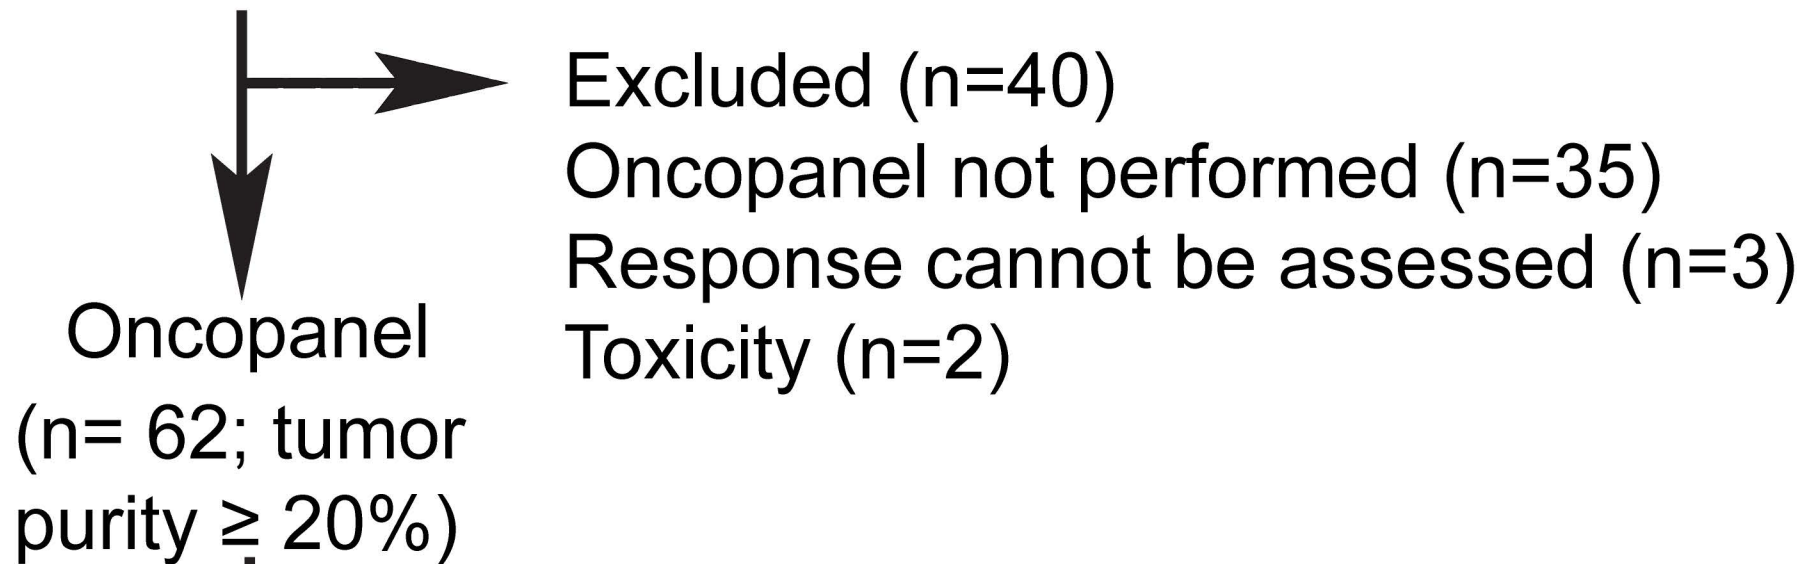 Excluded (n=40)
Oncopanel not performed (n=35)
Response cannot be assessed (n=3)
Toxicity (n=2)
Oncopanel
(n= 62; tumor
purity ≥ 20%)